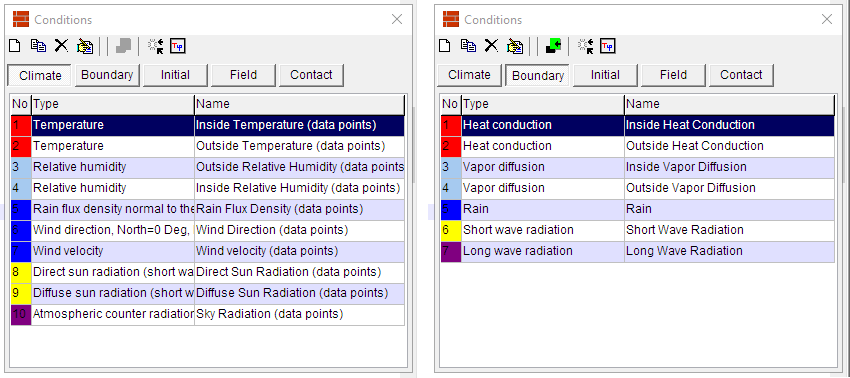 Conditions
Climate Boundary Initial Field Contact
No Type Name
1 Temperature Inside Temperature (data points)
2 Temperature Outside Temperature (data points)
3 Relative humidity Outside Relative Humidity (data points
4 Relative humidity Inside Relative Humidity (data points)
5 Rain flux density normal to the Rain Flux Density (data points)
6 Wind direction, North=0 Deg, Wind Direction (data points)
7 Wind velocity Wind velocity (data points)
8 Direct sun radiation (short wa Direct Sun Radiation (data points)
9 Diffuse sun radiation (short w Diffuse Sun Radiation (data points)
10 Atmospheric counter radiation Sky Radiation (data points)
Conditions
Climate Boundary Initial Field Contact
No Type Name
1 Heat conduction Inside Heat Conduction
2 Heat conduction Outside Heat Conduction
3 Vapor diffusion Inside Vapor Diffusion
4 Vapor diffusion Outside Vapor Diffusion
5 Rain Rain
6 Short wave radiation Short Wave Radiation
7 Long wave radiation Long Wave Radiation